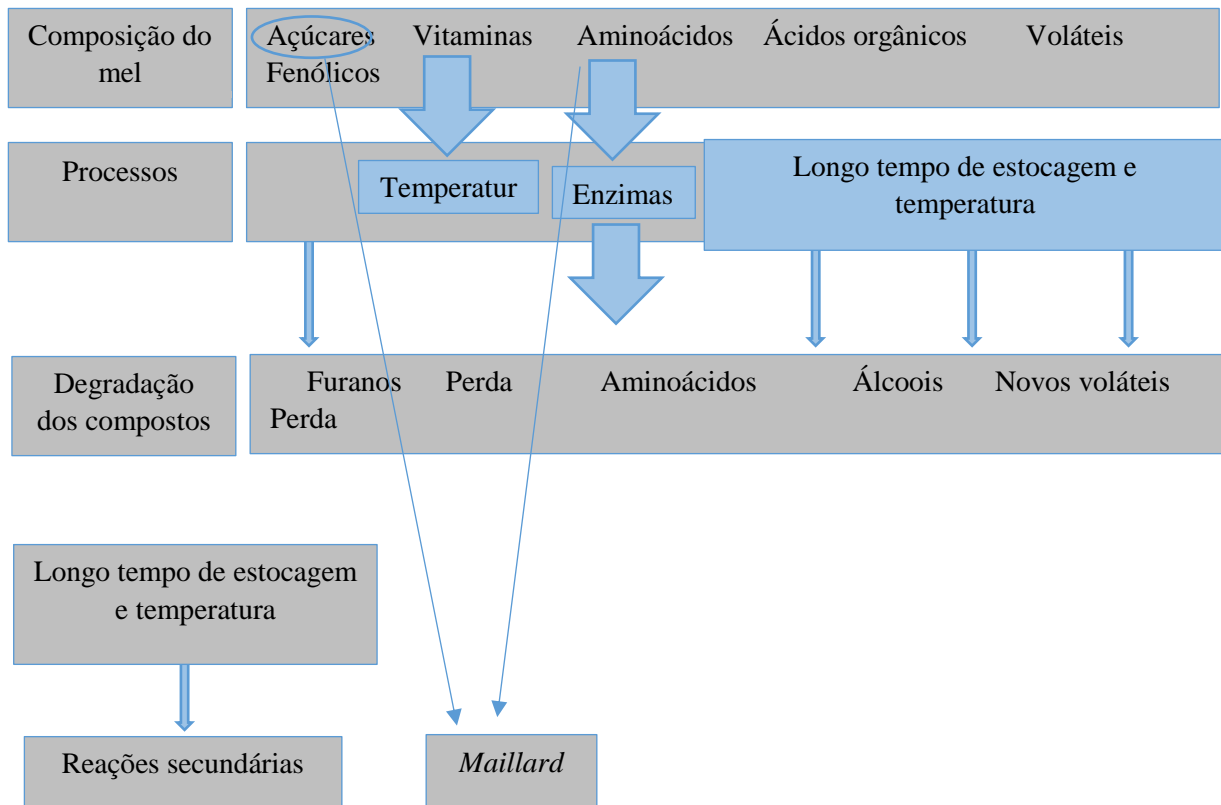 Composição do
mel
Açúcares Vitaminas Aminoácidos Ácidos orgânicos Voláteis
Fenólicos
Processos
Temperatur
Enzimas
Longo tempo de estocagem e
temperatura
Degradação
dos compostos
Furanos Perda Aminoácidos Álcoois Novos voláteis
Perda
Longo tempo de estocagem
e temperatura
Reações secundárias
Maillard